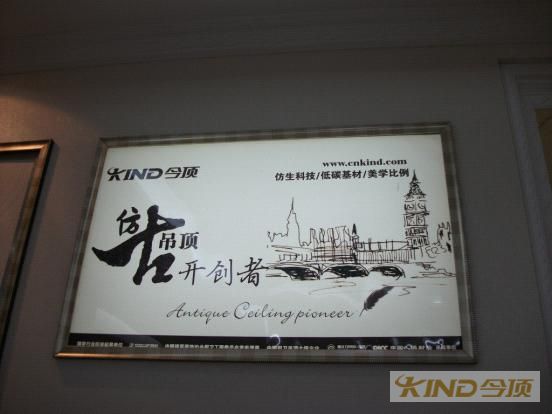 KIND今顶
www.cnkind.com
仿生科技/低碳基材/美学比例
仿古吊顶
开创者
Antique Ceiling pioneer
KIND今顶